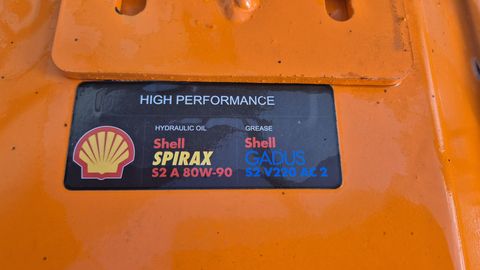 HIGH PERFORMANCE
HYDRAULIC OIL
Shell
SPIRAX
S2 A 80W-90
GREASE
Shell
GADUS
S2 V220 AC 2